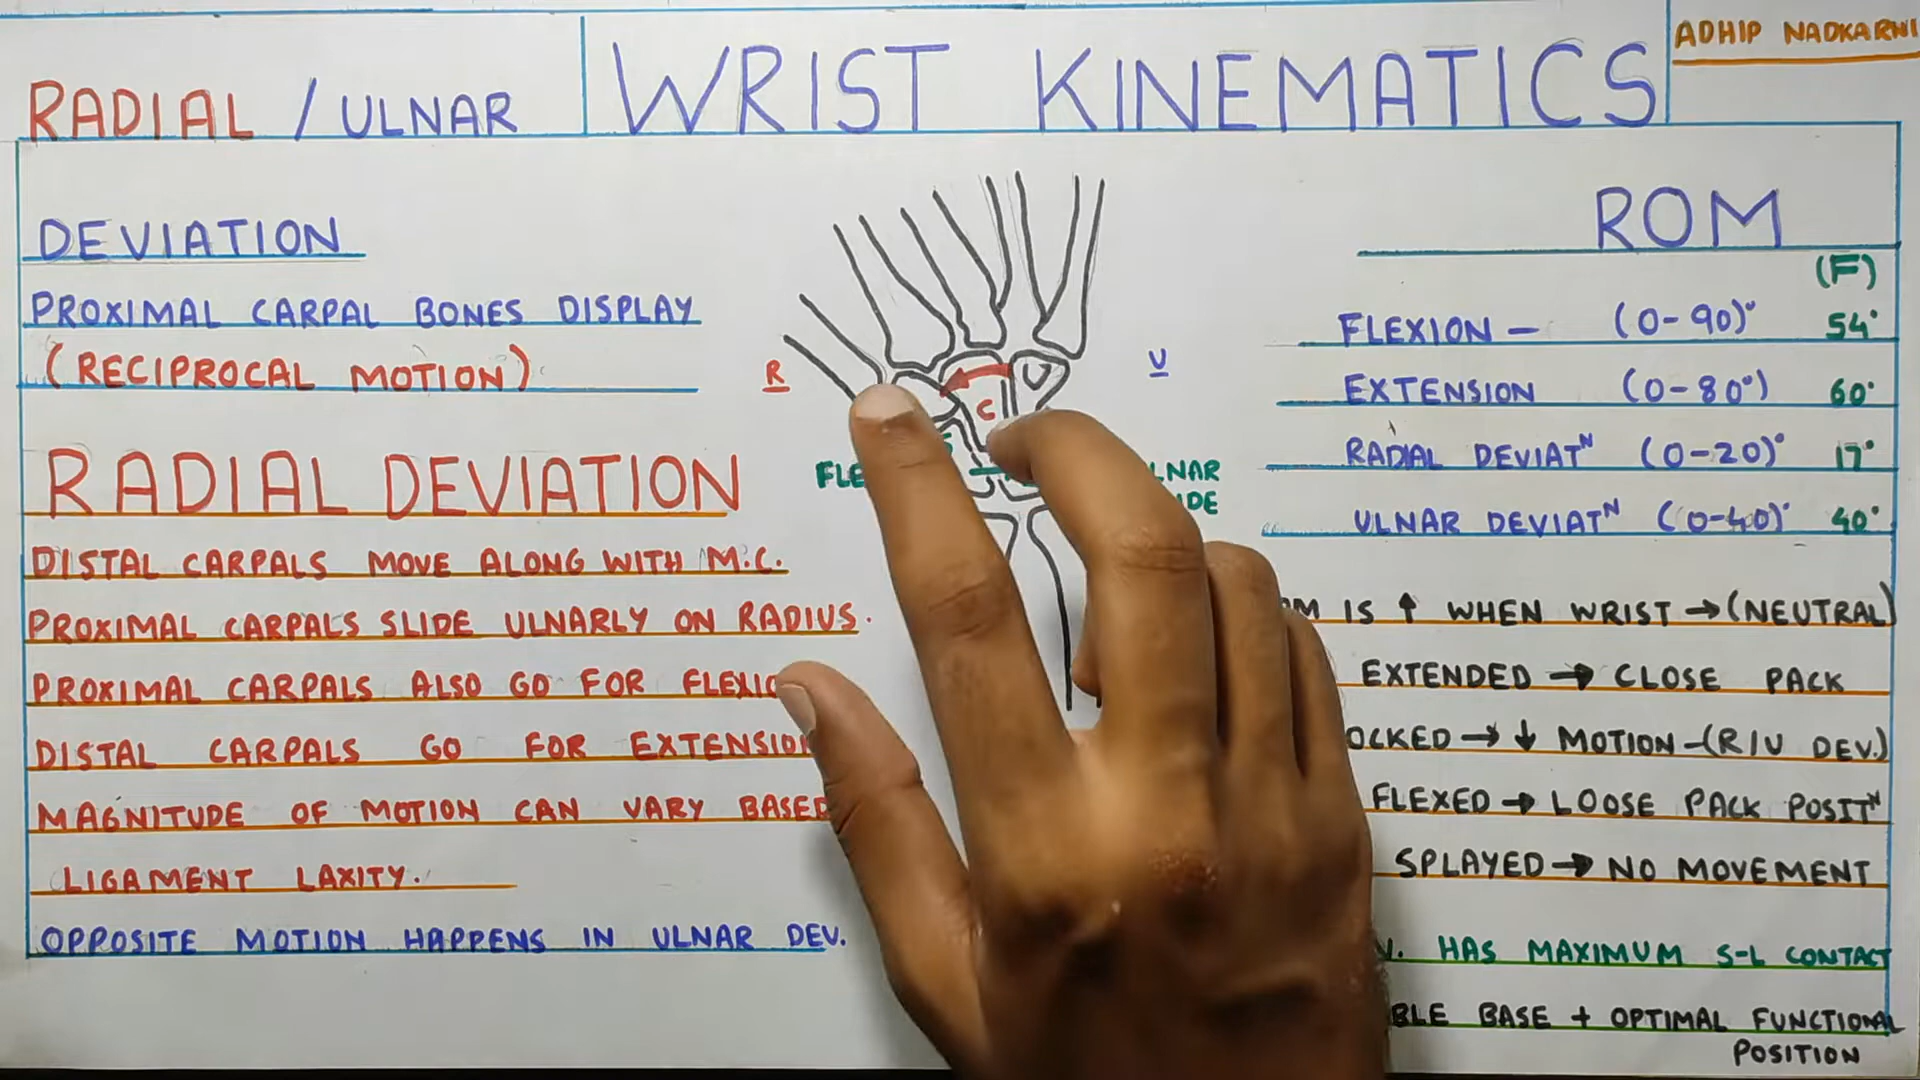 ADHIP NADKARNI
RADIAL / ULNAR
WRIST KINEMATICS
DEVIATION
PROXIMAL CARPAL BONES DISPLAY
(RECIPROCAL MOTION)
RADIAL DEVIATION
DISTAL CARPALS MOVE ALONG WITH M.C.
PROXIMAL CARPALS SLIDE ULNARLY ON RADIUS.
PROXIMAL CARPALS ALSO GO FOR
DISTAL CARPALS GO FOR EXTENSION
MAGNITUDE OF MOTION CAN VARY BASED
LIGAMENT LAXITY.
OPPOSITE MOTION HAPPENS IN ULNAR DEV.
R
U
C
ROM
(F)
FLEXION - (0-90)° 54°
EXTENSION (0-80°) 60°
RADIAL DEVIATᴺ (0-20)° 17°
ULNAR DEVIATᴺ (0-40)° 40°
IS ↑ WHEN WRIST → (NEUTRAL)
EXTENDED → CLOSE PACK
→ ↓ MOTION - (R/U DEV.)
FLEXED → LOOSE PACK POSITᴺ
SPLAYED → NO MOVEMENT
HAS MAXIMUM S-L CONTACT
BASE + OPTIMAL FUNCTIONAL
POSITION